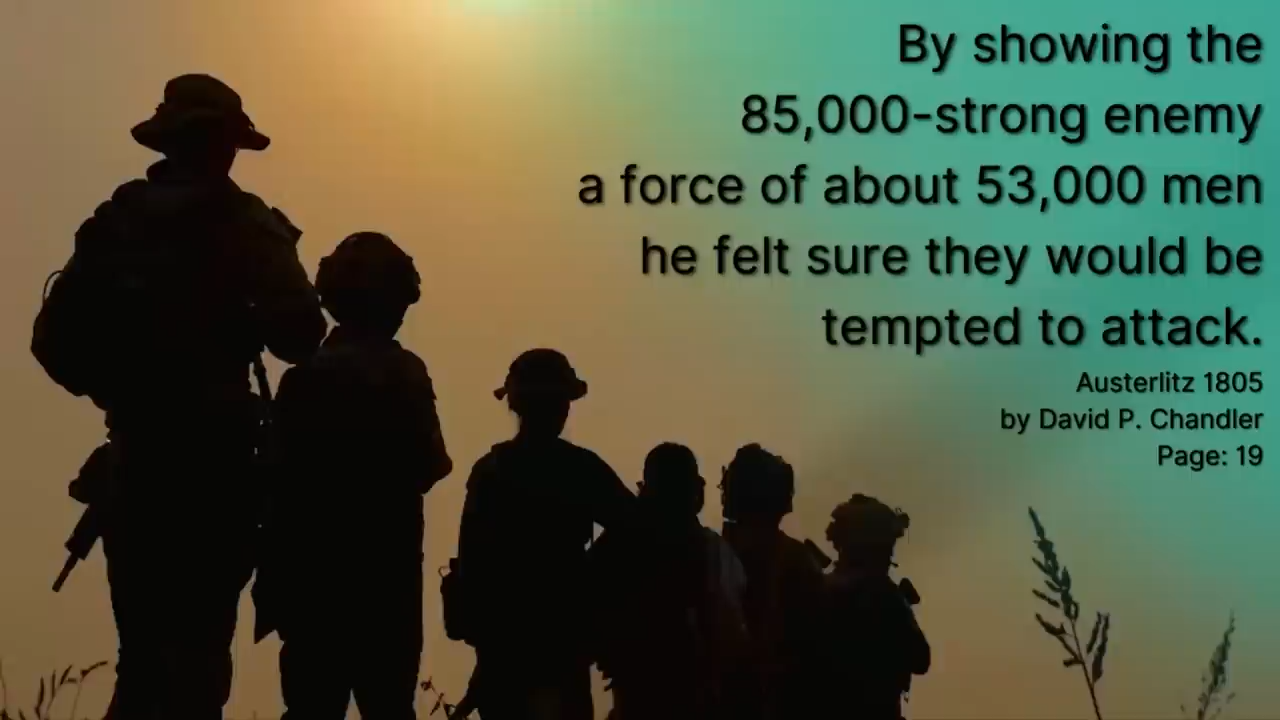 By showing the
85,000-strong enemy
a force of about 53,000 men
he felt sure they would be
tempted to attack.
Austerlitz 1805
by David P. Chandler
Page: 19